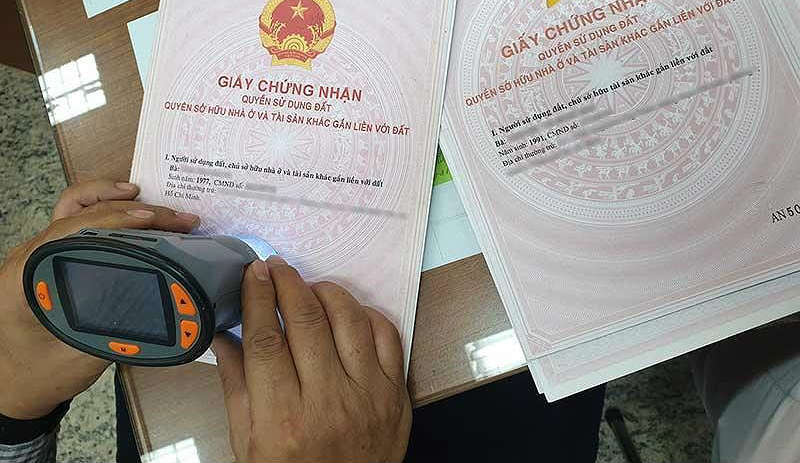 GIẤY CHỨNG NHẬN
QUYỀN SỬ DỤNG ĐẤT
QUYỀN SỞ HỮU NHÀ Ở VÀ TÀI SẢN KHÁC GẮN LIỀN VỚI ĐẤT
I. Người sử dụng đất, chủ sở hữu nhà ở và tài sản khác gắn liền với đất
Bà:
Sinh năm: 1977, CMND số:
Địa chỉ thường trú:
Hồ Chí Minh.
GIẤY CHỨNG NHẬN
QUYỀN SỬ DỤNG ĐẤT
QUYỀN SỞ HỮU NHÀ Ở VÀ TÀI SẢN KHÁC GẮN LIỀN VỚI ĐẤT
I. Người sử dụng đất, chủ sở hữu nhà ở và tài sản khác gắn liền với đất
Bà:
Năm sinh: 1991, CMND số:
Địa chỉ thường trú:
AN 50
M